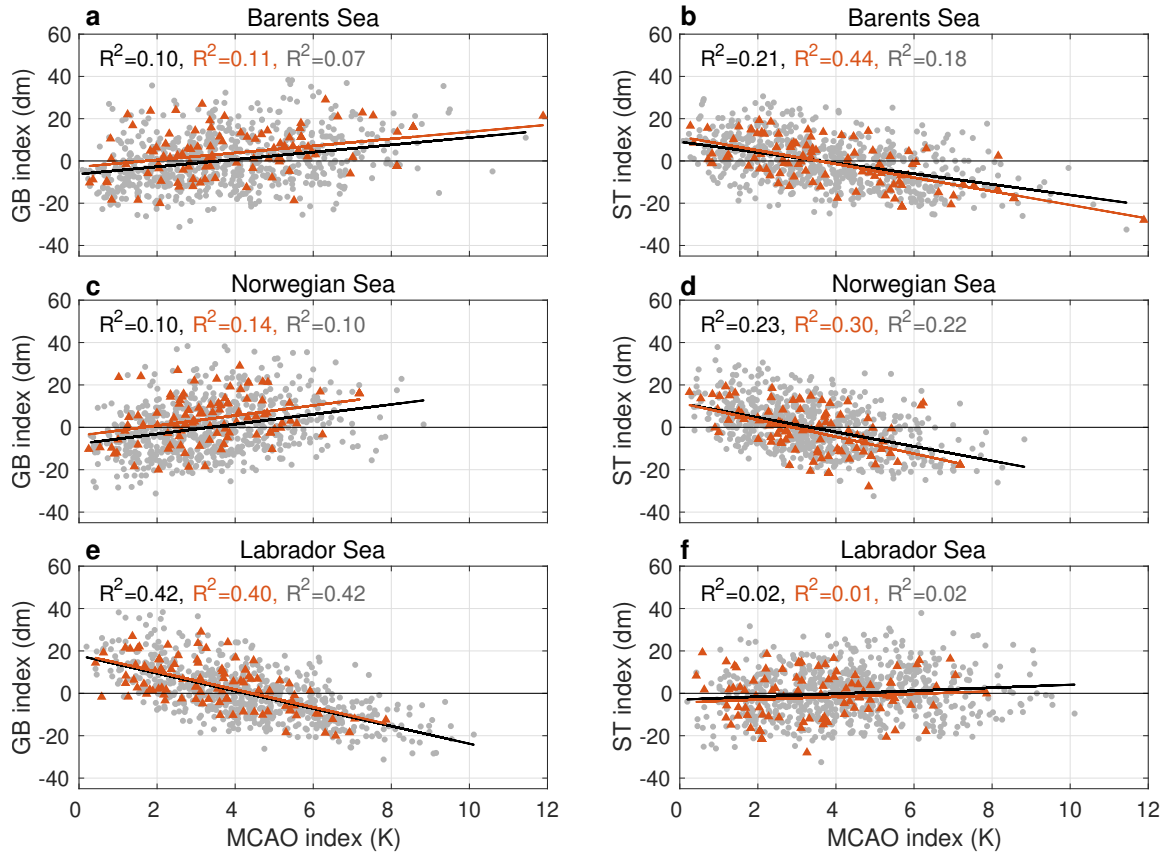 a Barents Sea
R²=0.10, R²=0.11, R²=0.07
GB index (dm)
60
40
20
0
-20
-40
b Barents Sea
R²=0.21, R²=0.44, R²=0.18
ST index (dm)
60
40
20
0
-20
-40
c Norwegian Sea
R²=0.10, R²=0.14, R²=0.10
GB index (dm)
60
40
20
0
-20
-40
d Norwegian Sea
R²=0.23, R²=0.30, R²=0.22
ST index (dm)
60
40
20
0
-20
-40
e Labrador Sea
R²=0.42, R²=0.40, R²=0.42
GB index (dm)
60
40
20
0
-20
-40
0 2 4 6 8 10 12
MCAO index (K)
f Labrador Sea
R²=0.02, R²=0.01, R²=0.02
ST index (dm)
60
40
20
0
-20
-40
0 2 4 6 8 10 12
MCAO index (K)